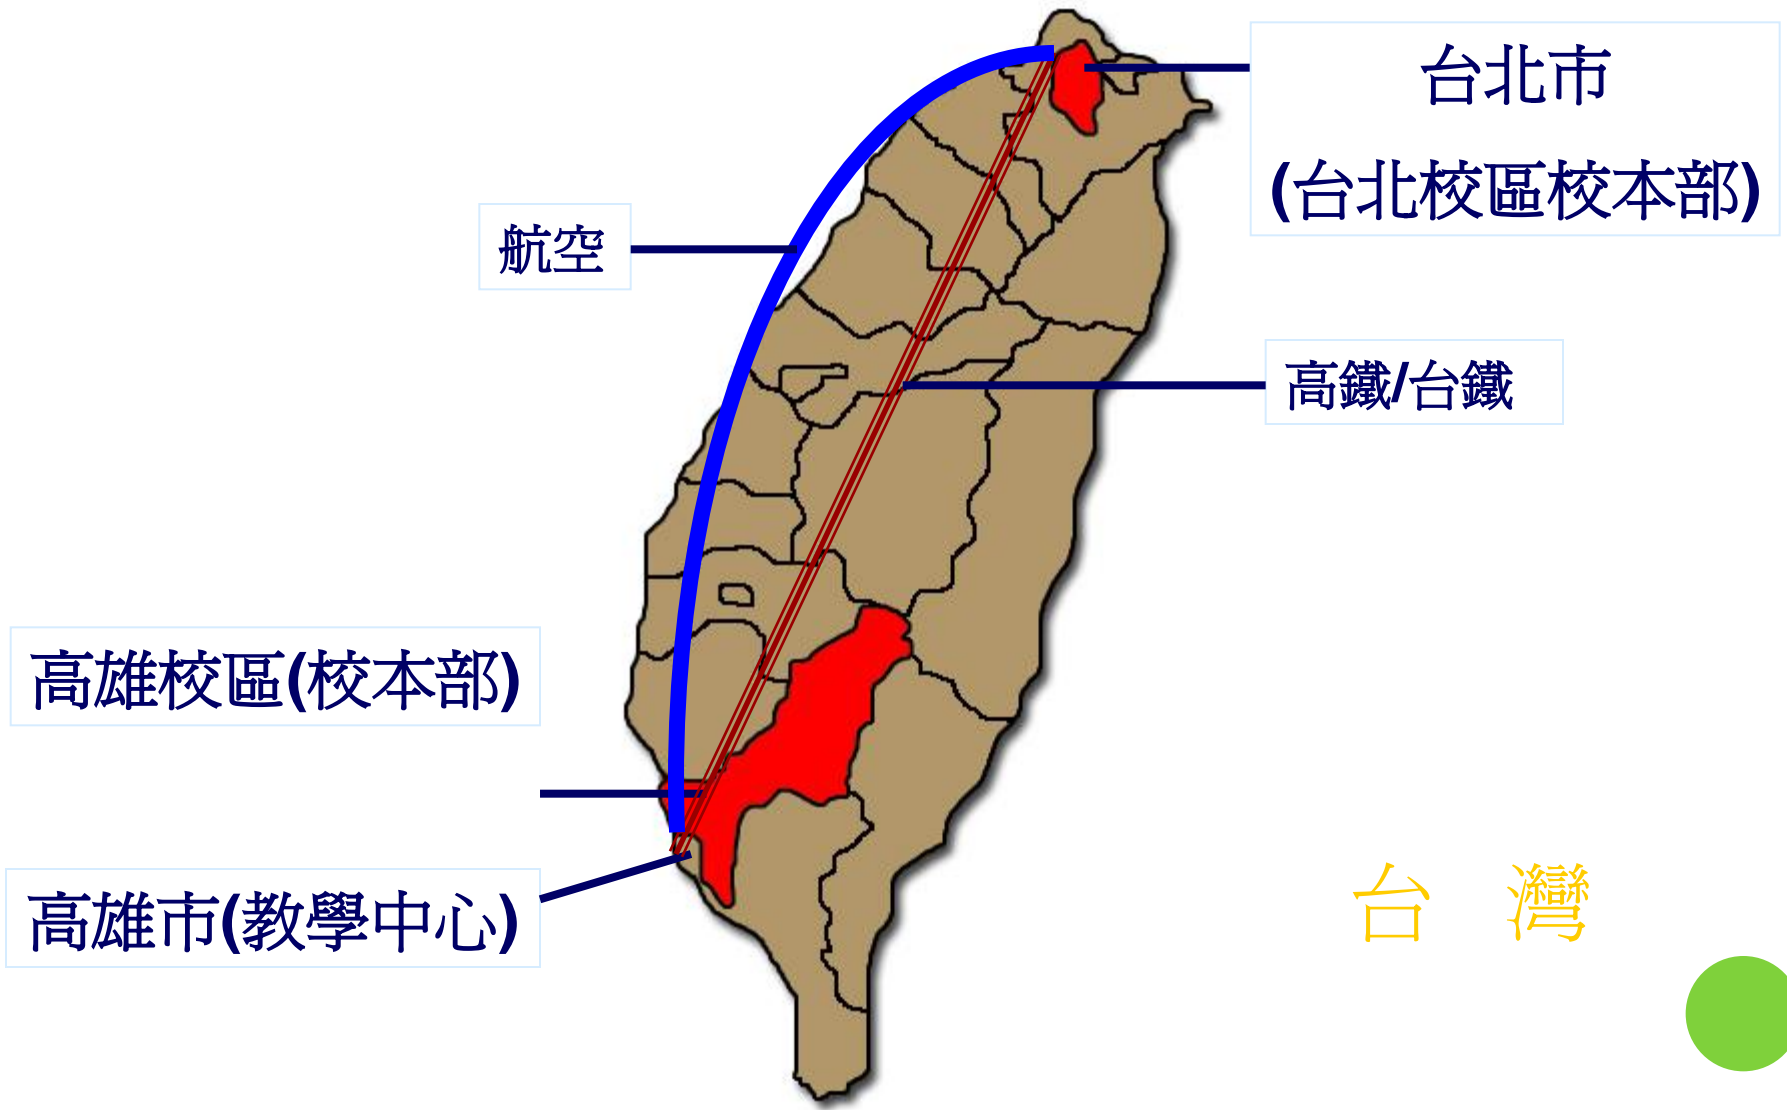 台北市
(台北校區校本部)
航空
高鐵/台鐵
高雄校區(校本部)
高雄市(教學中心)
台 灣